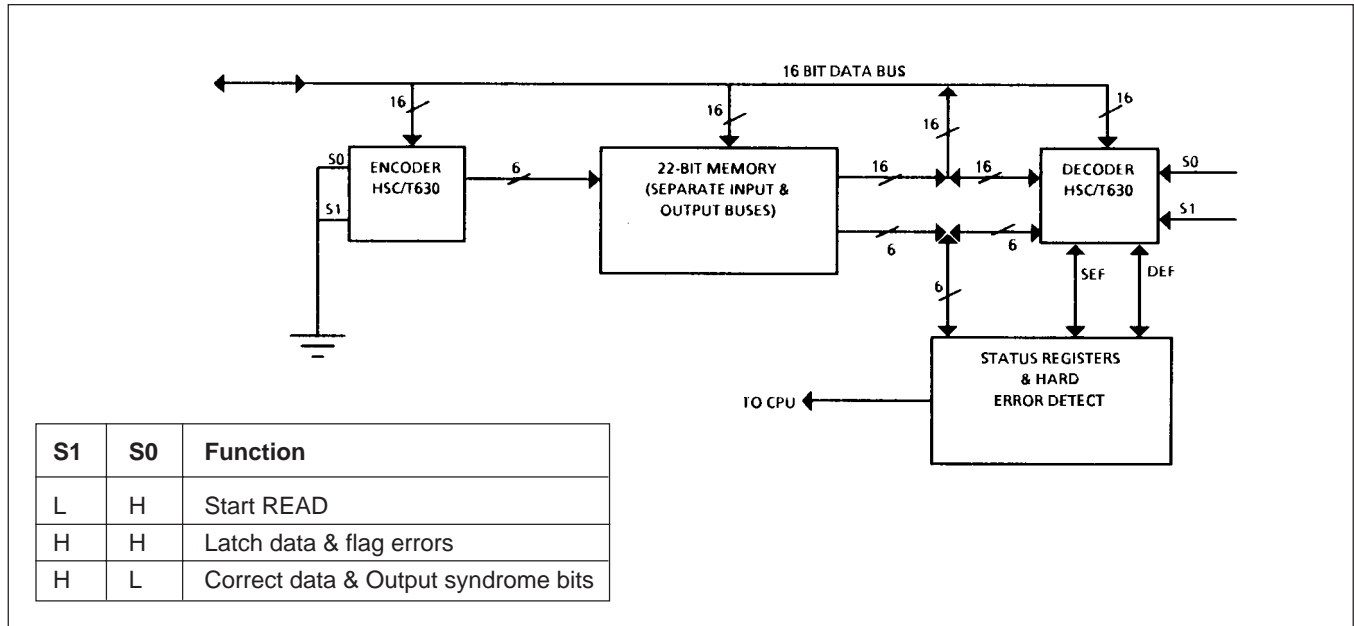 16 BIT DATA BUS
16
16
16
16
S0
ENCODER
HSC/T630
S1
6
22-BIT MEMORY
(SEPARATE INPUT &
OUTPUT BUSES)
16
16
6
6
DECODER
HSC/T630
S0
S1
6
SEF
DEF
STATUS REGISTERS
& HARD
ERROR DETECT
TO CPU
S1 S0 Function
L H Start READ
H H Latch data & flag errors
H L Correct data & Output syndrome bits